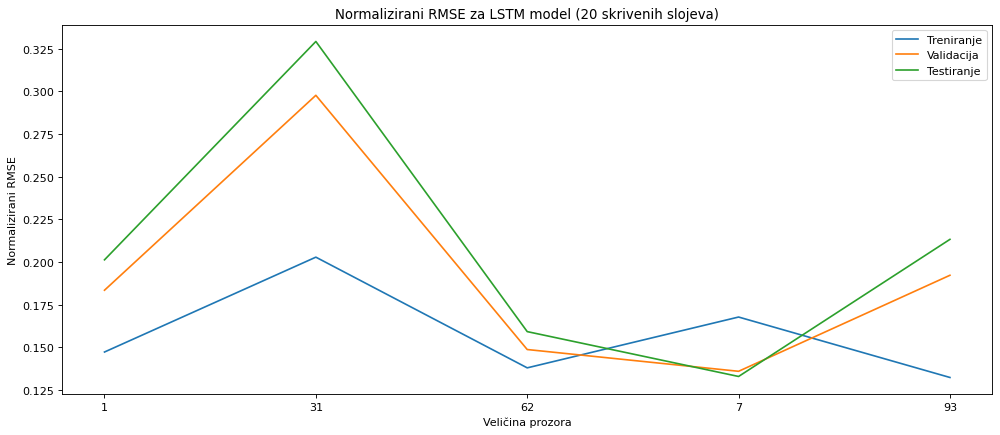 Normalizirani RMSE za LSTM model (20 skrivenih slojeva)
Treniranje
Validacija
Testiranje
Normalizirani RMSE
0.325
0.300
0.275
0.250
0.225
0.200
0.175
0.150
0.125
1 31 62 7 93
Veličina prozora